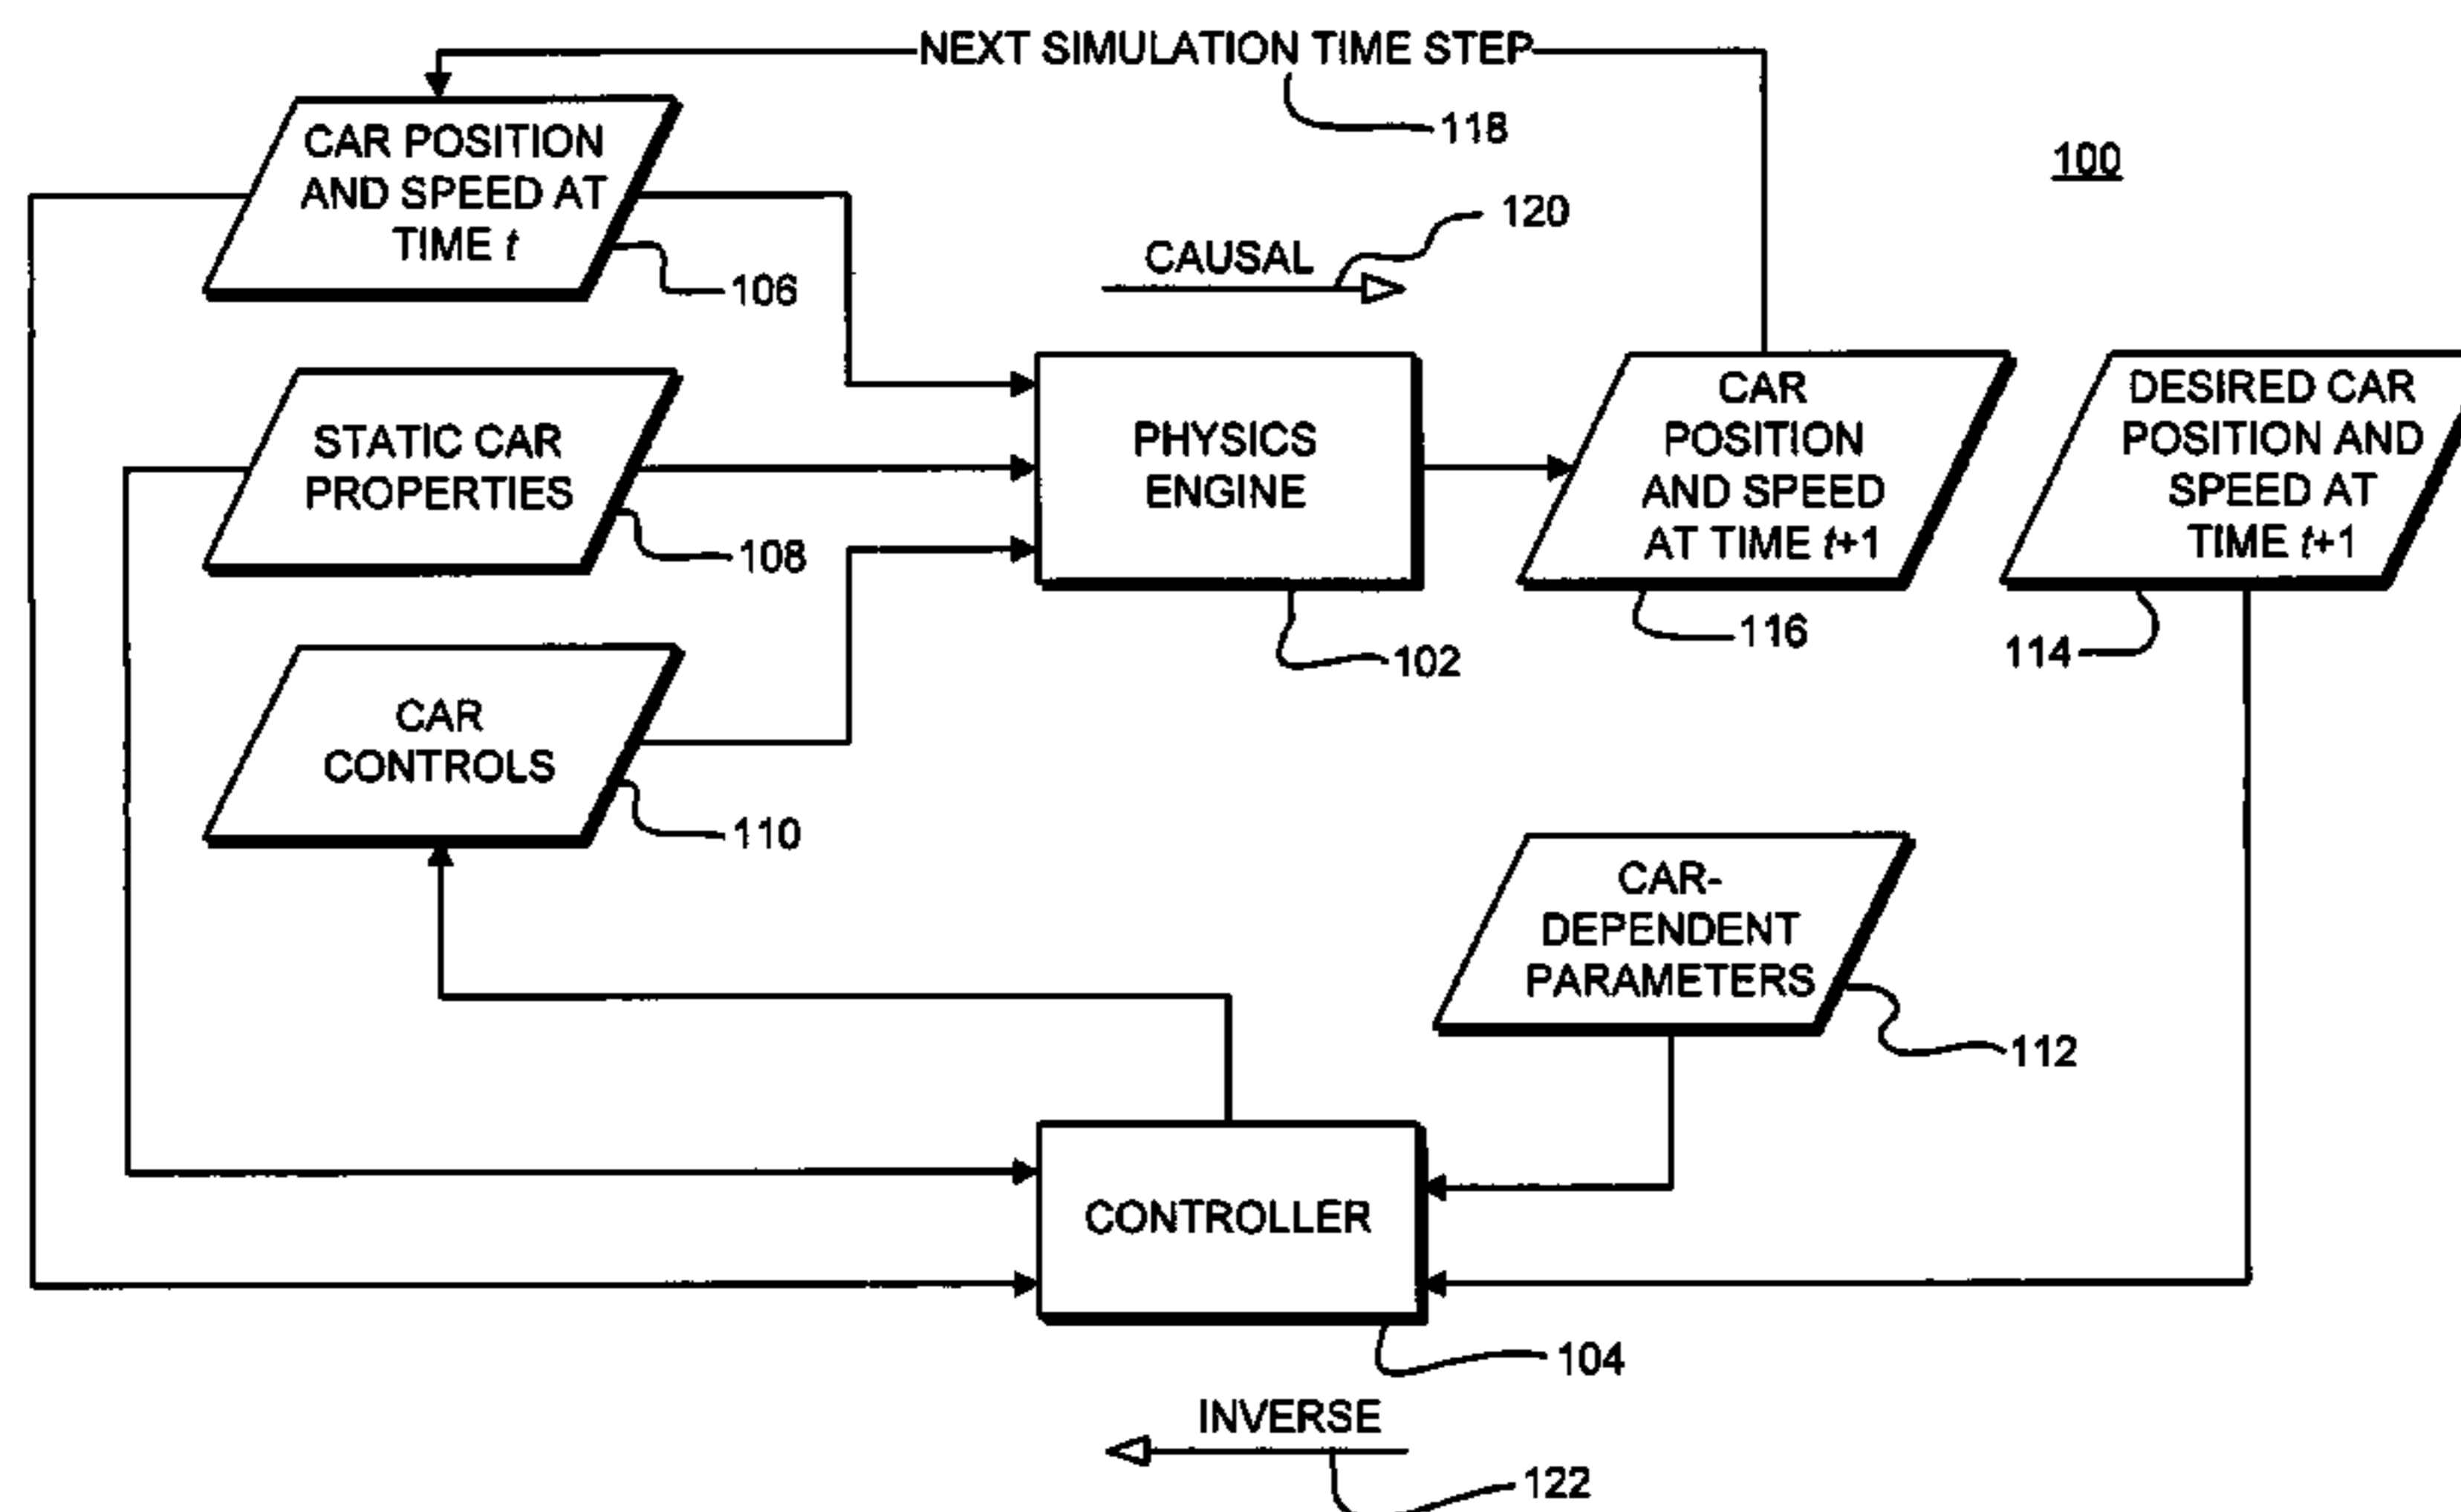 NEXT SIMULATION TIME STEP
118
100
CAR POSITION
AND SPEED AT
TIME t
106
CAUSAL
120
STATIC CAR
PROPERTIES
108
PHYSICS
ENGINE
102
CAR
POSITION
AND SPEED
AT TIME t+1
116
DESIRED CAR
POSITION AND
SPEED AT
TIME t+1
114
CAR
CONTROLS
110
CAR-
DEPENDENT
PARAMETERS
112
CONTROLLER
104
INVERSE
122